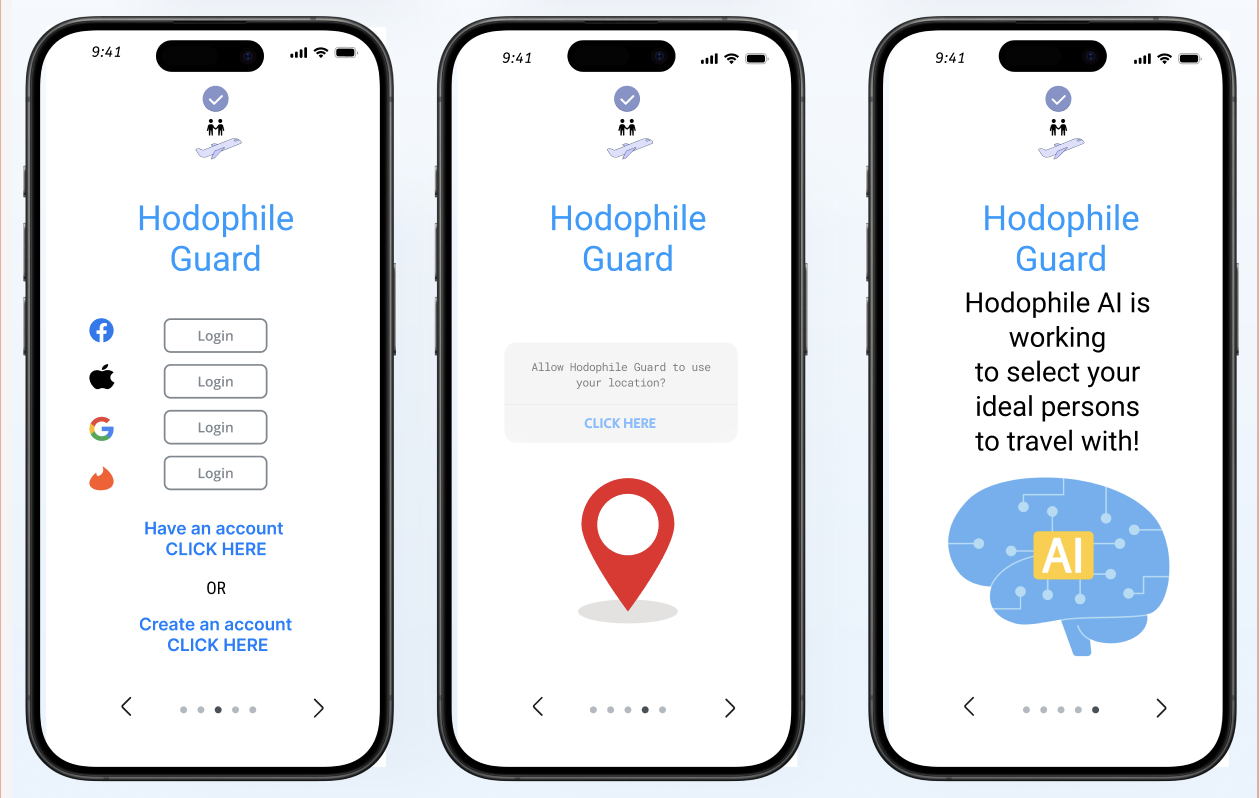 9:41
Hodophile
Guard
Login
Login
Login
Login
Have an account
CLICK HERE
OR
Create an account
CLICK HERE
9:41
Hodophile
Guard
Allow Hodophile Guard to use
your location?
CLICK HERE
9:41
Hodophile
Guard
Hodophile AI is
working
to select your
ideal persons
to travel with!
AI